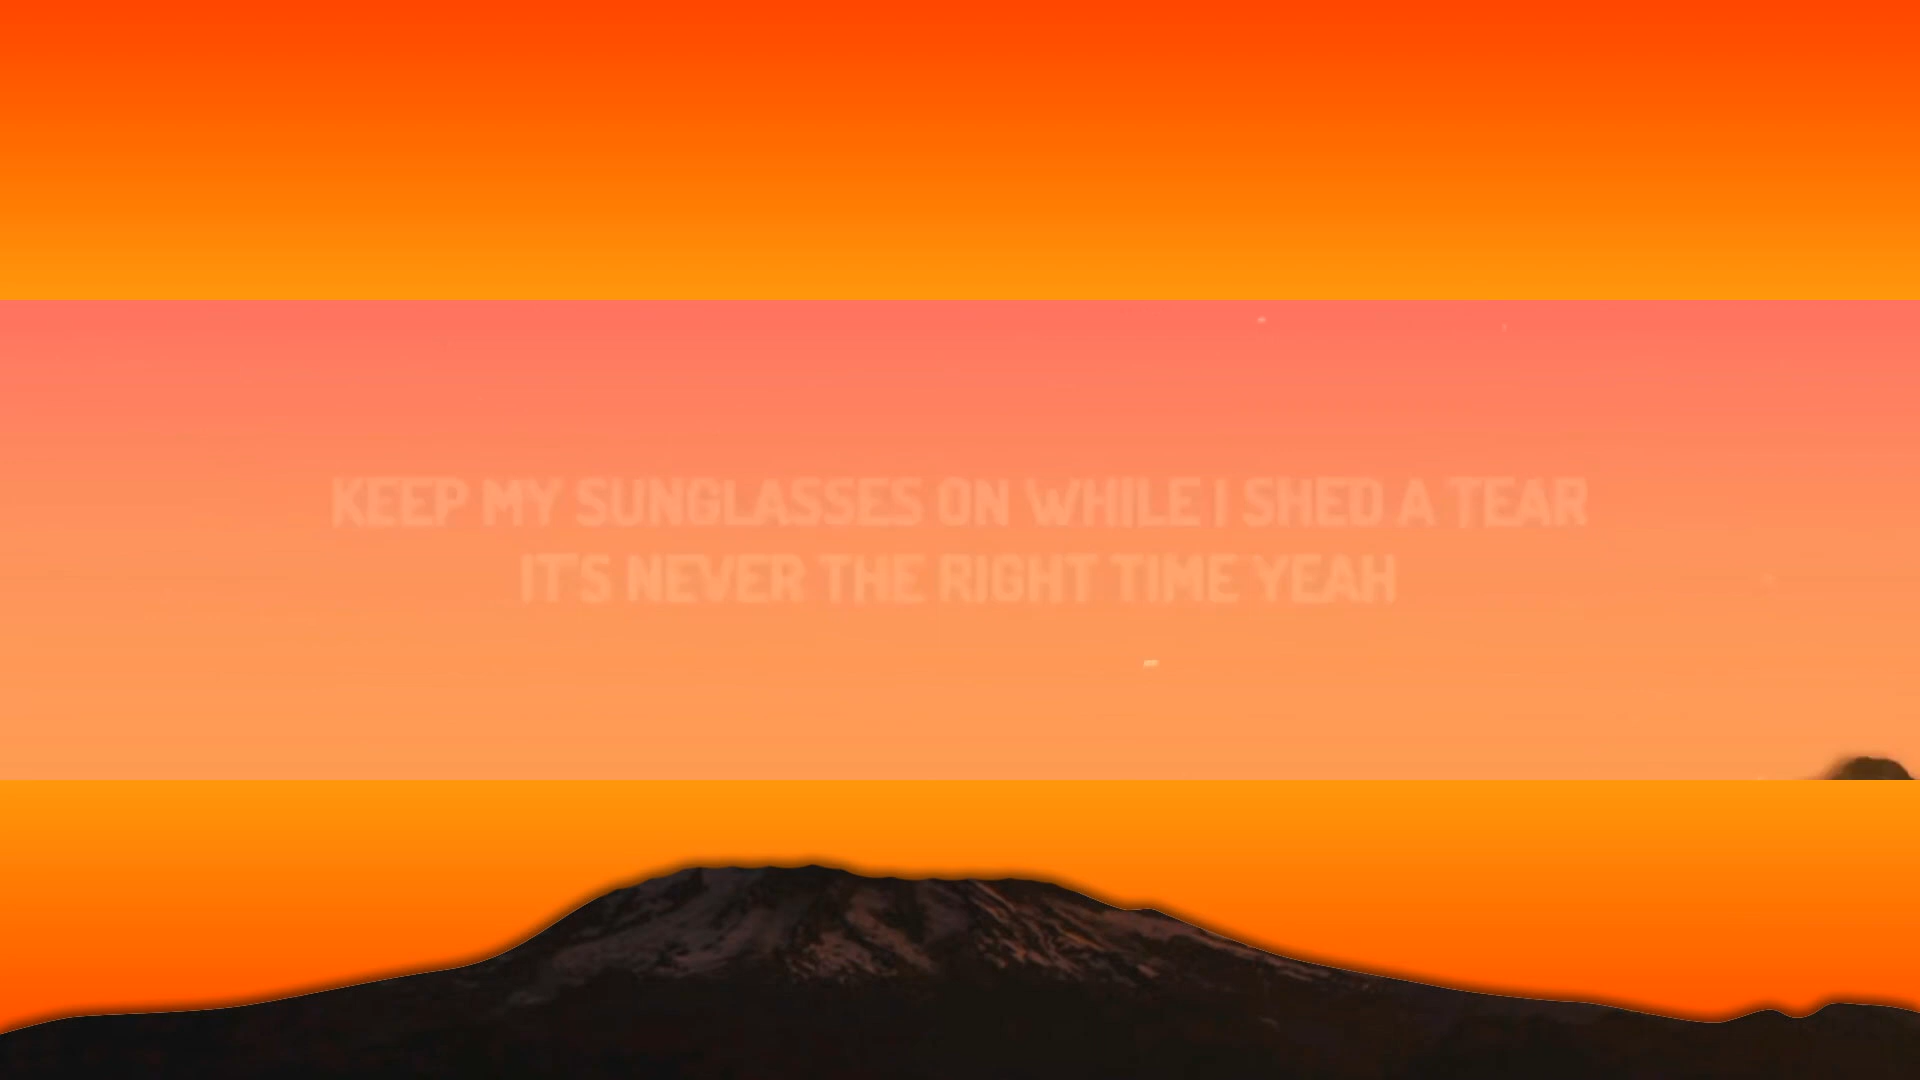 KEEP MY SUNGLASSES ON WHILE I SHED A TEAR
IT'S NEVER THE RIGHT TIME YEAH